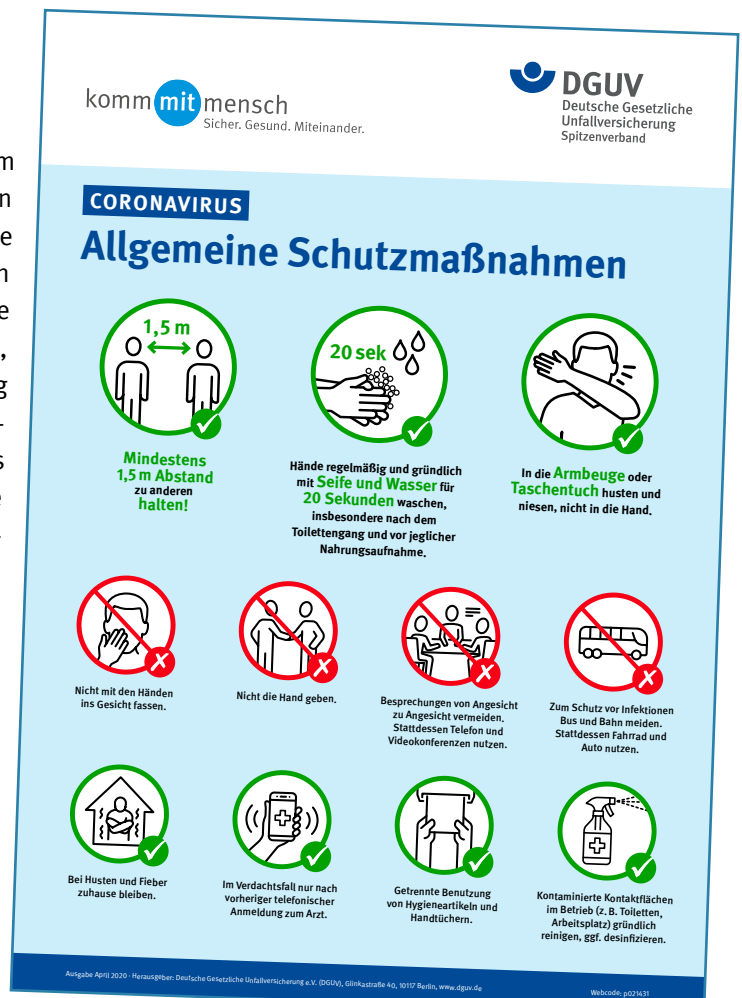 m
n
e
n
e
,
g
-
s
e
.
komm mit mensch
Sicher. Gesund. Miteinander.
DGUV
Deutsche Gesetzliche
Unfallversicherung
Spitzenverband
CORONAVIRUS
Allgemeine Schutzmaßnahmen
1,5 m
Mindestens
1,5 m Abstand
zu anderen
halten!
20 sek
Hände regelmäßig und gründlich
mit Seife und Wasser für
20 Sekunden waschen,
insbesondere nach dem
Toilettengang und vor jeglicher
Nahrungsaufnahme.
In die Armbeuge oder
Taschentuch husten und
niesen, nicht in die Hand.
Nicht mit den Händen
ins Gesicht fassen.
Nicht die Hand geben.
Besprechungen von Angesicht
zu Angesicht vermeiden.
Stattdessen Telefon und
Videokonferenzen nutzen.
Zum Schutz vor Infektionen
Bus und Bahn meiden.
Stattdessen Fahrrad und
Auto nutzen.
Bei Husten und Fieber
zuhause bleiben.
Im Verdachtsfall nur nach
vorheriger telefonischer
Anmeldung zum Arzt.
Getrennte Benutzung
von Hygieneartikeln und
Handtüchern.
Kontaminierte Kontaktflächen
im Betrieb (z. B. Toiletten,
Arbeitsplatz) gründlich
reinigen, ggf. desinfizieren.
Ausgabe April 2020 · Herausgeber: Deutsche Gesetzliche Unfallversicherung e.V. (DGUV), Glinkastraße 40, 10117 Berlin, www.dguv.de
Webcode: p021431